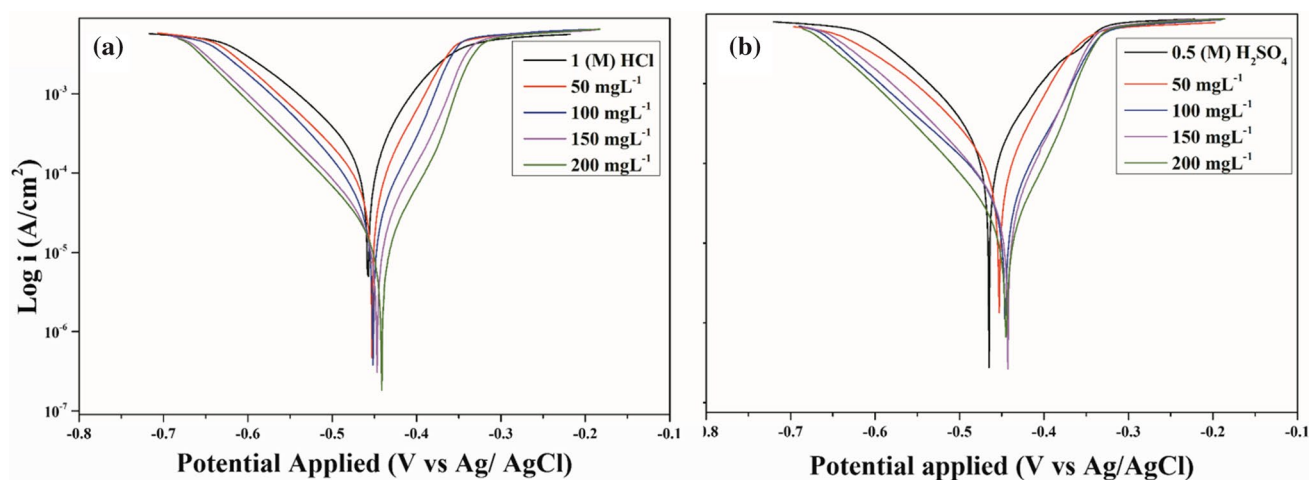 (a)
1 (M) HCl
50 mgL⁻¹
100 mgL⁻¹
150 mgL⁻¹
200 mgL⁻¹
10⁻³
10⁻⁴
10⁻⁵
10⁻⁶
10⁻⁷
Log i (A/cm²)
-0.8 -0.7 -0.6 -0.5 -0.4 -0.3 -0.2 -0.1
Potential Applied (V vs Ag/ AgCl)
(b)
0.5 (M) H₂SO₄
50 mgL⁻¹
100 mgL⁻¹
150 mgL⁻¹
200 mgL⁻¹
0.8 -0.7 -0.6 -0.5 -0.4 -0.3 -0.2 -0.1
Potential applied (V vs Ag/AgCl)